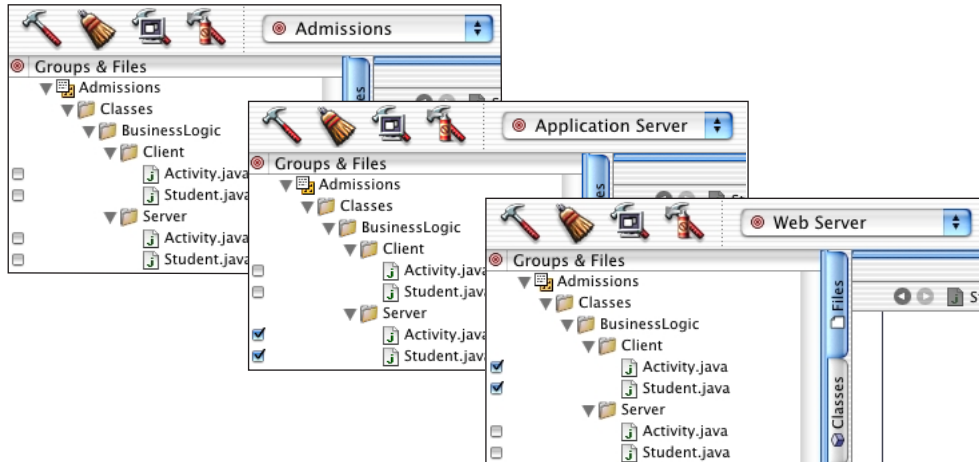 Admissions
Groups & Files
Admissions
Classes
BusinessLogic
Client
Activity.java
Student.java
Server
Activity.java
Student.java
Application Server
Groups & Files
Admissions
Classes
BusinessLogic
Client
Activity.java
Student.java
Server
Activity.java
Student.java
Web Server
Groups & Files
Admissions
Classes
BusinessLogic
Client
Activity.java
Student.java
Server
Activity.java
Student.java
Files
Classes